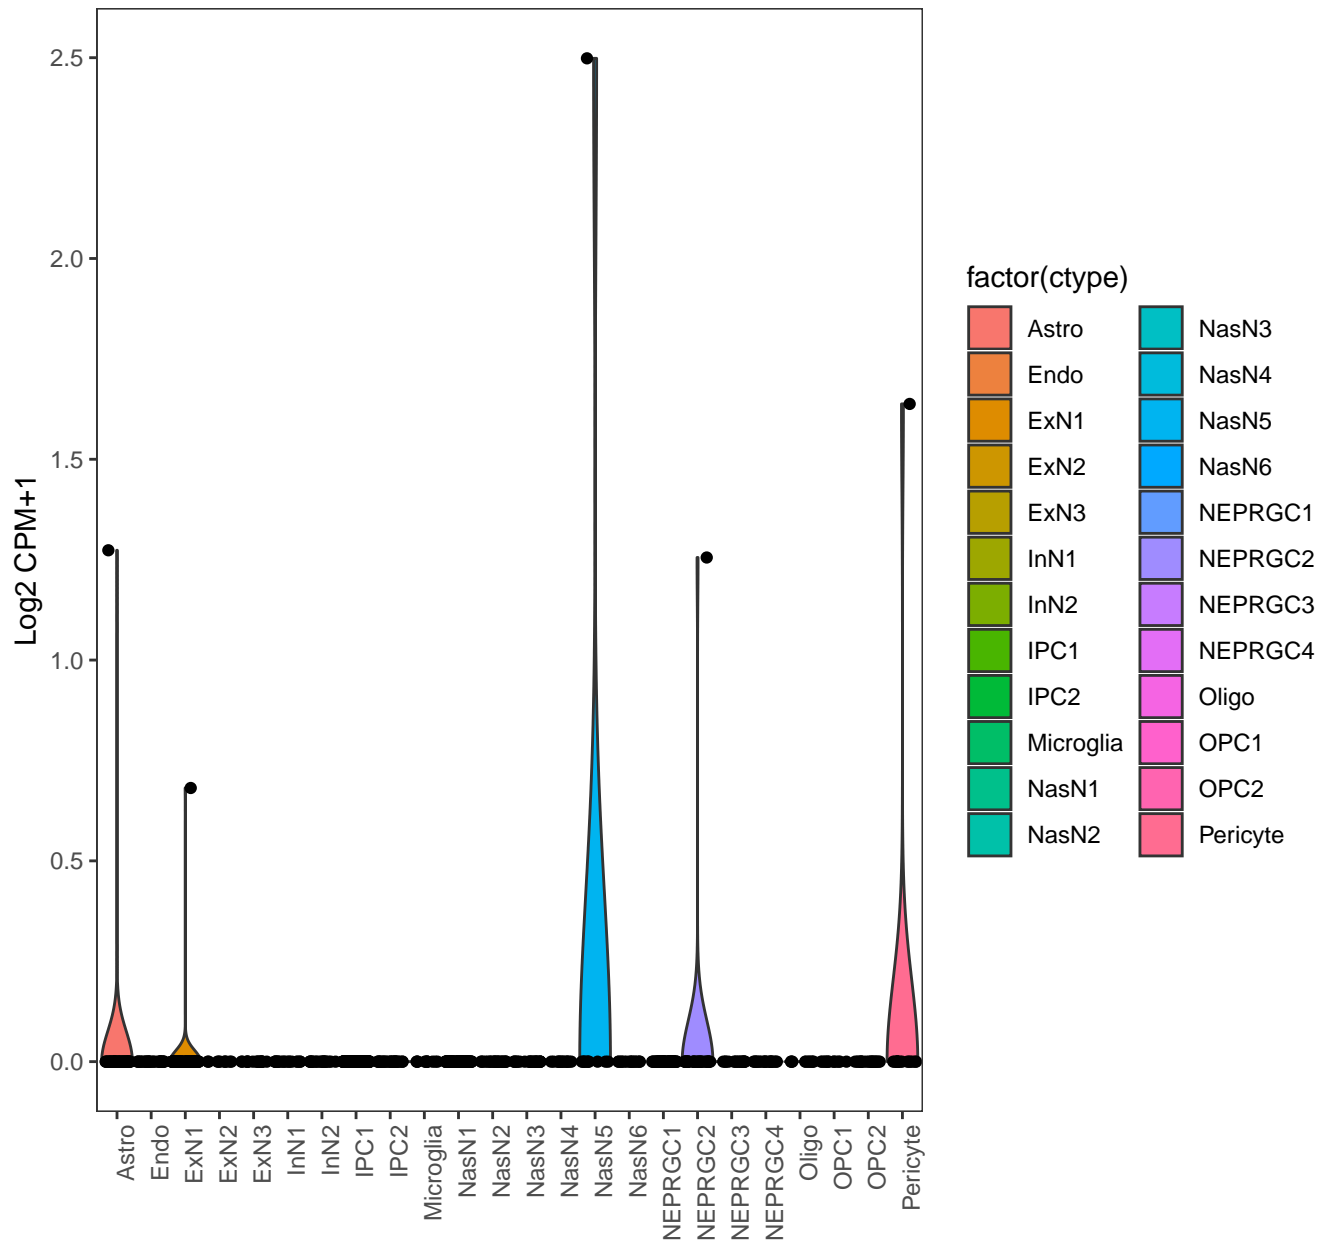 2.5
2.0
1.5
1.0
0.5
0.0
Log2 CPM+1
Astro
Endo
ExN1
ExN2
ExN3
InN1
InN2
IPC1
IPC2
Microglia
NasN1
NasN2
NasN3
NasN4
NasN5
NasN6
NEPRGC1
NEPRGC2
NEPRGC3
NEPRGC4
Oligo
OPC1
OPC2
Pericyte
factor(ctype)
Astro
Endo
ExN1
ExN2
ExN3
InN1
InN2
IPC1
IPC2
Microglia
NasN1
NasN2
NasN3
NasN4
NasN5
NasN6
NEPRGC1
NEPRGC2
NEPRGC3
NEPRGC4
Oligo
OPC1
OPC2
Pericyte